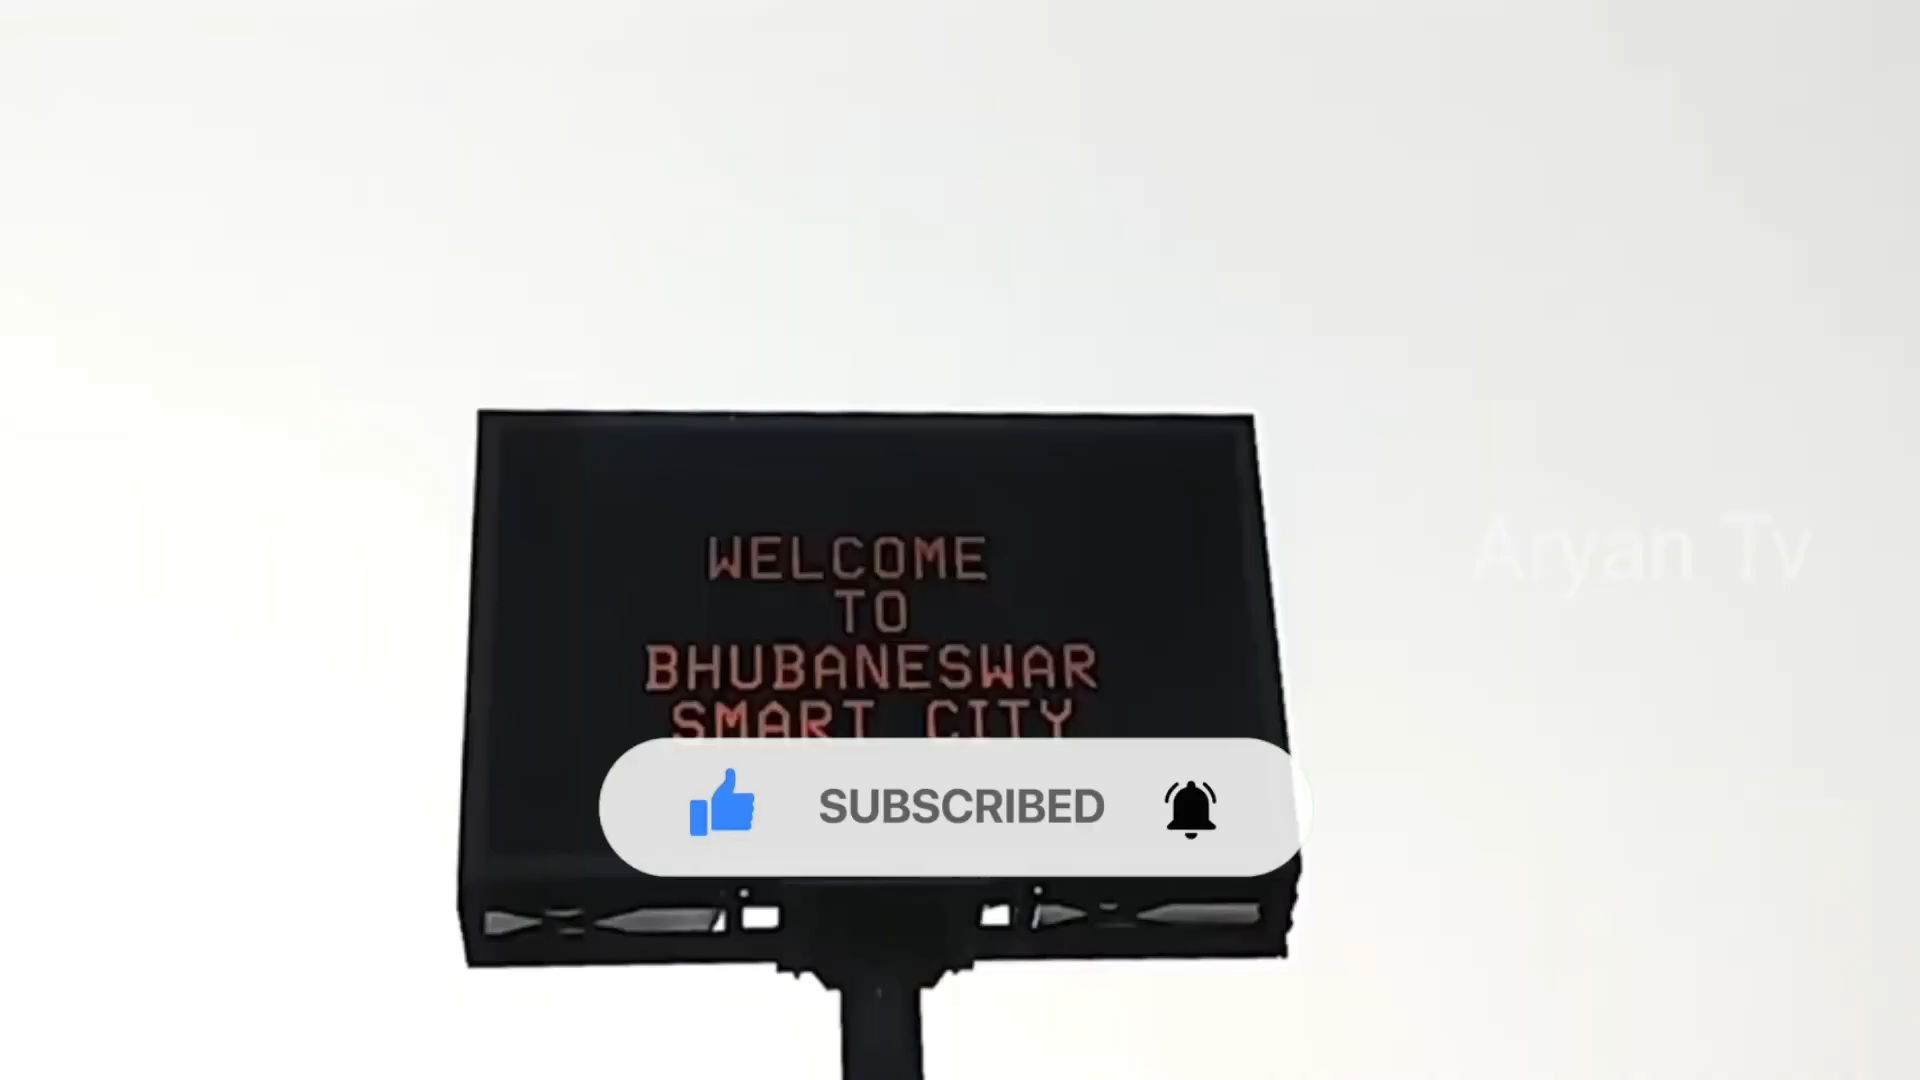 WELCOME
TO
BHUBANESWAR
SMART CITY
Aryan Tv
SUBSCRIBED